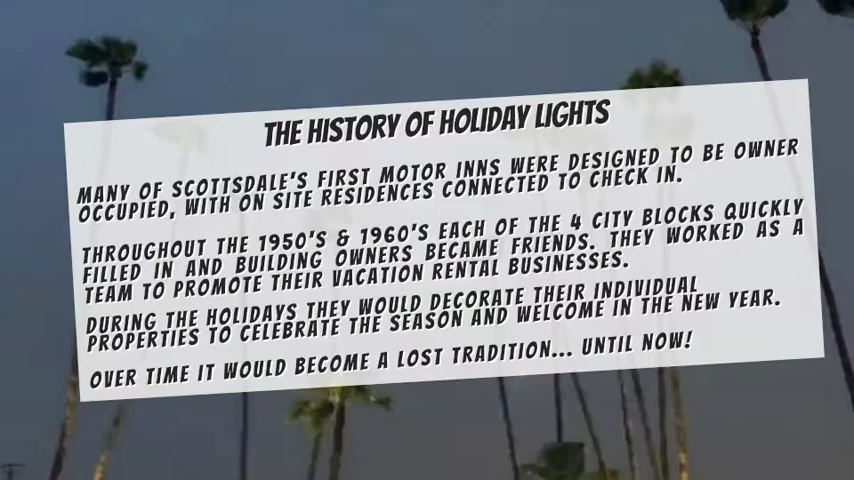 THE HISTORY OF HOLIDAY LIGHTS
MANY OF SCOTTSDALE'S FIRST MOTOR INNS WERE DESIGNED TO BE OWNER
OCCUPIED, WITH ON SITE RESIDENCES CONNECTED TO CHECK IN.
THROUGHOUT THE 1950'S & 1960'S EACH OF THE 4 CITY BLOCKS QUICKLY
FILLED IN AND BUILDING OWNERS BECAME FRIENDS. THEY WORKED AS A
TEAM TO PROMOTE THEIR VACATION RENTAL BUSINESSES.
DURING THE HOLIDAYS THEY WOULD DECORATE THEIR INDIVIDUAL
PROPERTIES TO CELEBRATE THE SEASON AND WELCOME IN THE NEW YEAR.
OVER TIME IT WOULD BECOME A LOST TRADITION... UNTIL NOW!